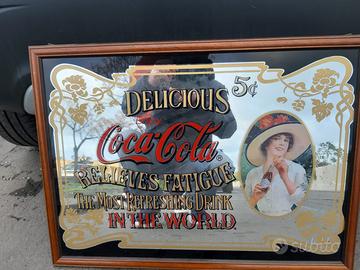 DELICIOUS 5¢
Coca-Cola
RELIEVES FATIGUE
THE MOST REFRESHING DRINK
IN THE WORLD
subito